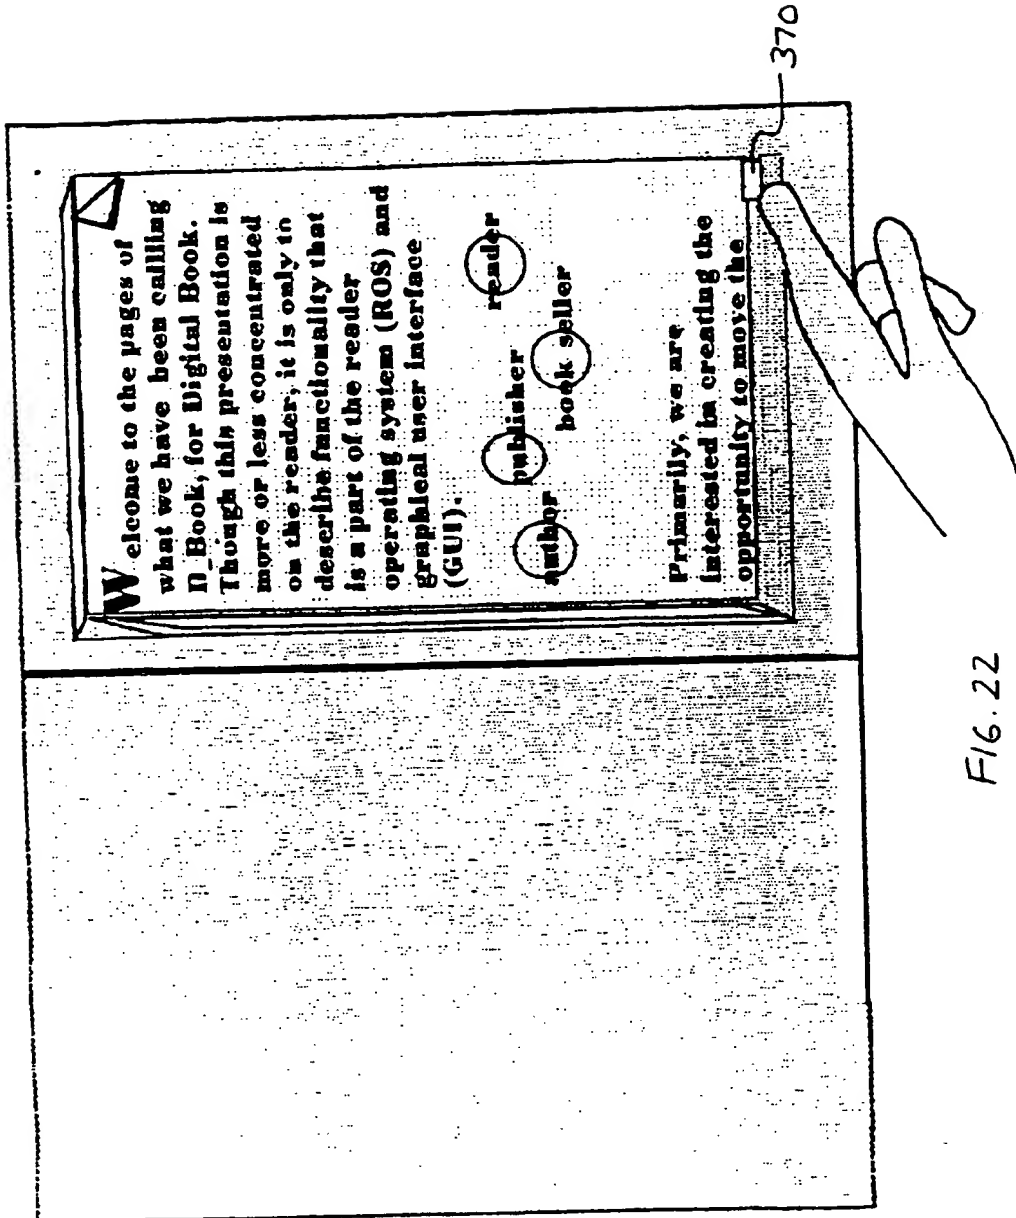 Welcome to the pages of
what we have been callling
D_Book, for Digital Book.
Though this presentation is
more or less concentrated
on the reader, it is only to
describe functionality that
is a part of the reader
operating system (ROS) and
graphical user interface
(GUI).
author publisher reader
book seller
Primarily, we are
interested in creating the
opportunity to move the
370
FIG. 22